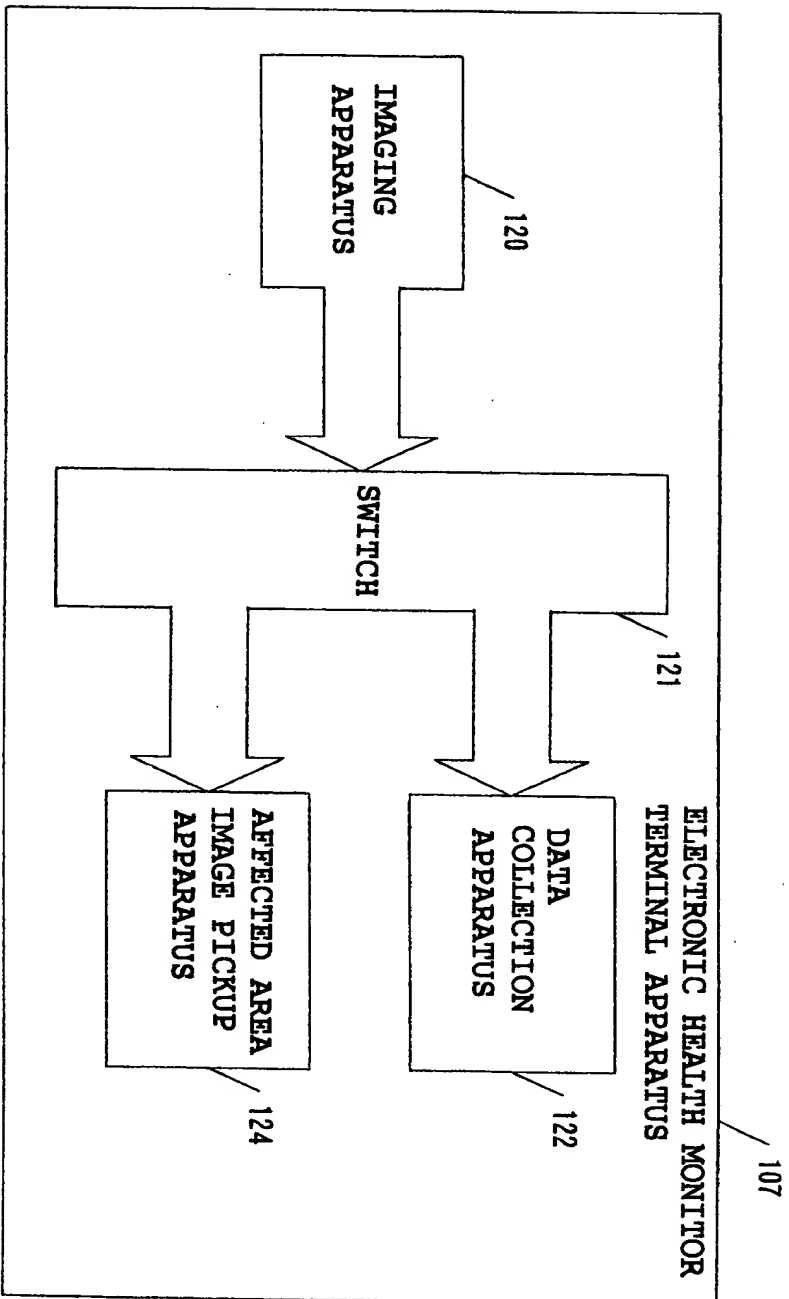 107
ELECTRONIC HEALTH MONITOR
TERMINAL APPARATUS
120
IMAGING
APPARATUS
121
SWITCH
122
DATA
COLLECTION
APPARATUS
124
AFFECTED AREA
IMAGE PICKUP
APPARATUS